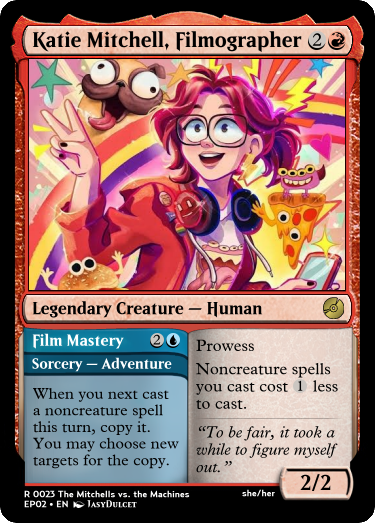 Katie Mitchell, Filmographer 2
Legendary Creature — Human
Film Mastery 2
Sorcery — Adventure
When you next cast
a noncreature spell
this turn, copy it.
You may choose new
targets for the copy.
Prowess
Noncreature spells
you cast cost 1 less
to cast.
“To be fair, it took a
while to figure myself
out.”
2/2
R 0023 The Mitchells vs. the Machines
she/her
EP02 • EN JasyDulcet